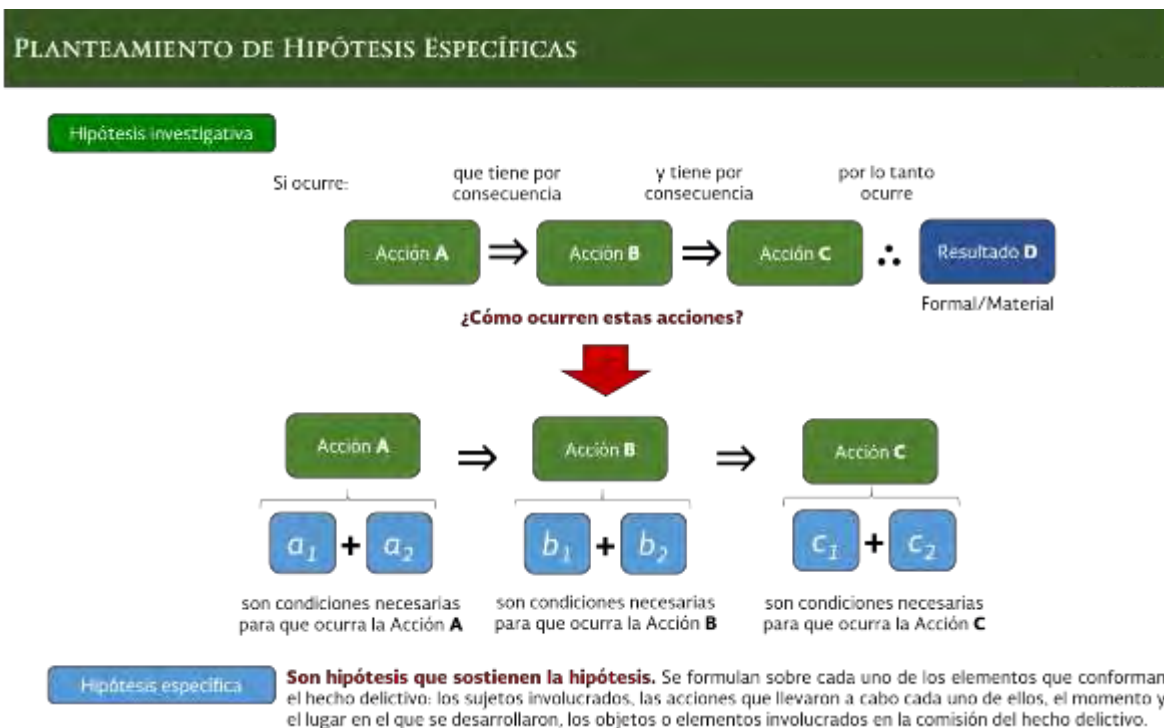 PLANTEAMIENTO DE HIPÓTESIS ESPECÍFICAS
Hipótesis investigativa
Si ocurre:
que tiene por
consecuencia
y tiene por
consecuencia
por lo tanto
ocurre
Acción A ⇒ Acción B ⇒ Acción C ∴ Resultado D
Formal/Material
¿Cómo ocurren estas acciones?
Acción A ⇒ Acción B ⇒ Acción C
a1 + a2 b1 + b2 c1 + c2
son condiciones necesarias
para que ocurra la Acción A
son condiciones necesarias
para que ocurra la Acción B
son condiciones necesarias
para que ocurra la Acción C
Hipótesis específica
Son hipótesis que sostienen la hipótesis. Se formulan sobre cada uno de los elementos que conforman
el hecho delictivo: los sujetos involucrados, las acciones que llevaron a cabo cada uno de ellos, el momento y
el lugar en el que se desarrollaron, los objetos o elementos involucrados en la comisión del hecho delictivo.